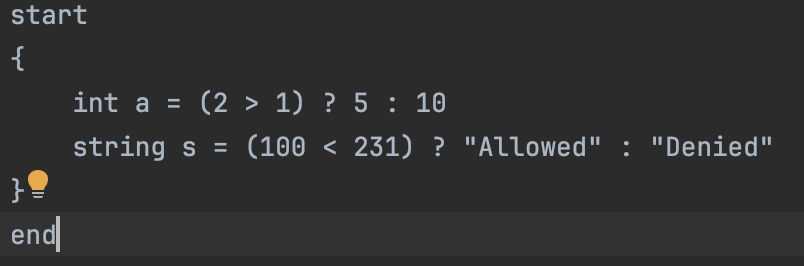 start
{
    int a = (2 > 1) ? 5 : 10
    string s = (100 < 231) ? "Allowed" : "Denied"
}
end